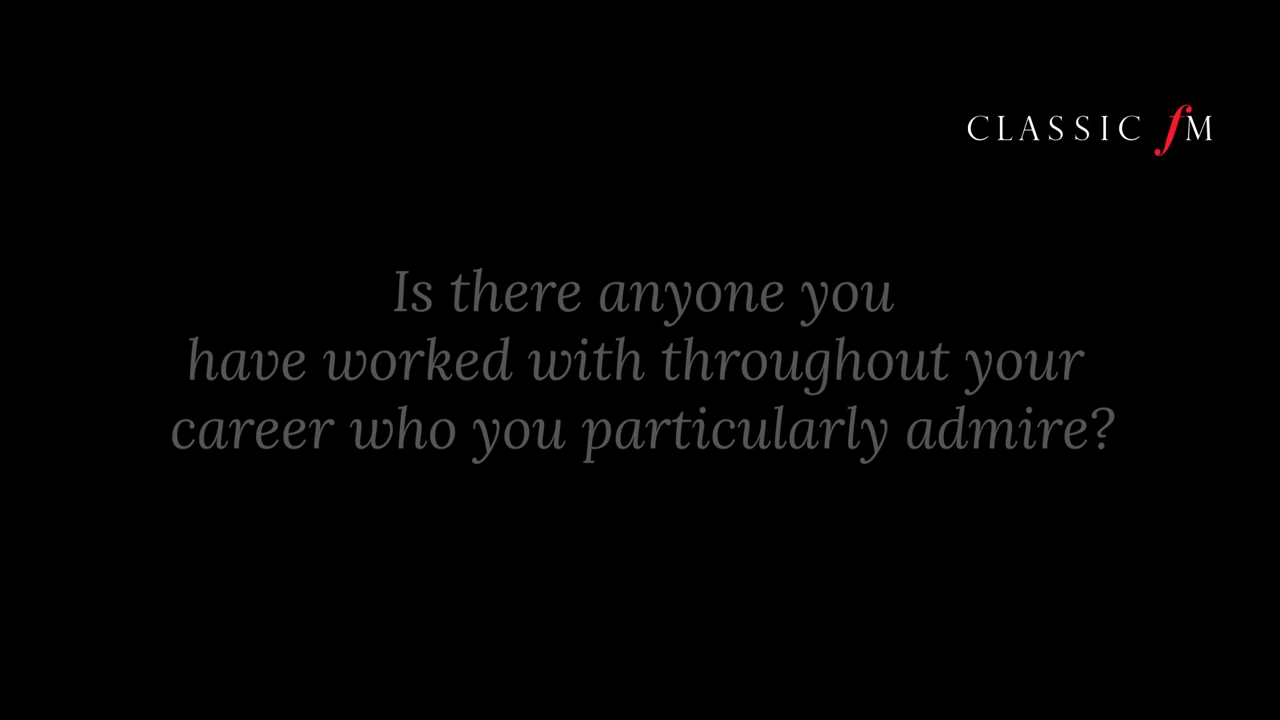 CLASSIC fM
Is there anyone you
have worked with throughout your
career who you particularly admire?